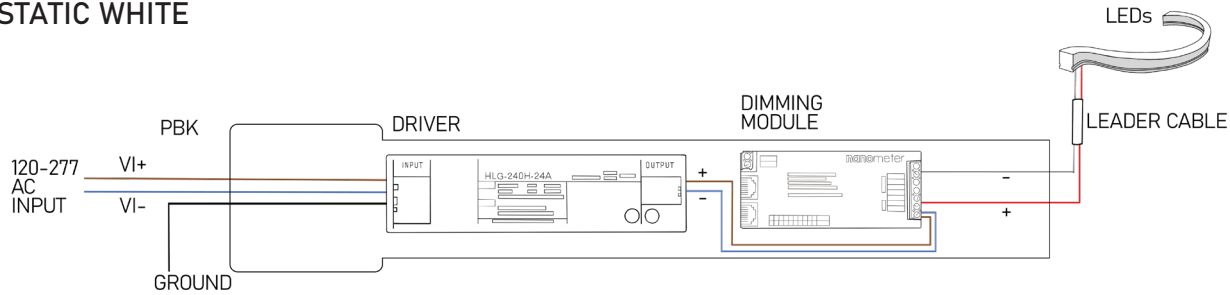 STATIC WHITE
LEDs
LEADER CABLE
DIMMING
MODULE
DRIVER
PBK
120-277
AC
INPUT
VI+
VI-
GROUND
INPUT
HLG-240H-24A
OUTPUT
+
-
nanometer
-
+